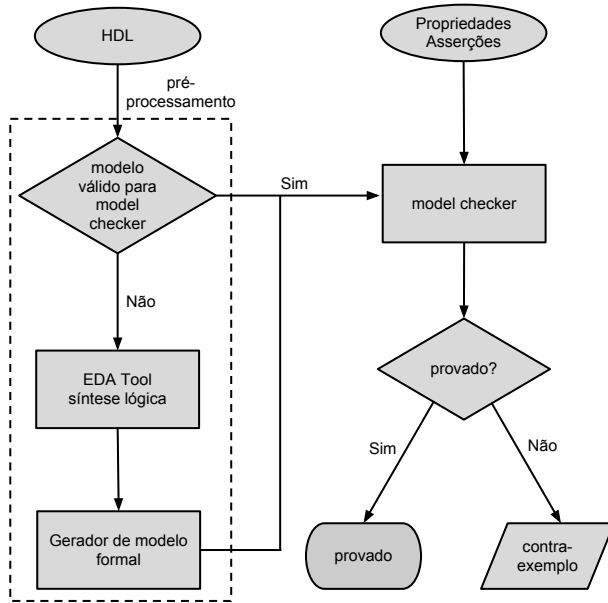 HDL
pré-
processamento
modelo
válido para
model
checker
Sim
Não
EDA Tool
síntese lógica
Gerador de modelo
formal
Propriedades
Asserções
model checker
provado?
Sim
Não
provado
contra-
exemplo